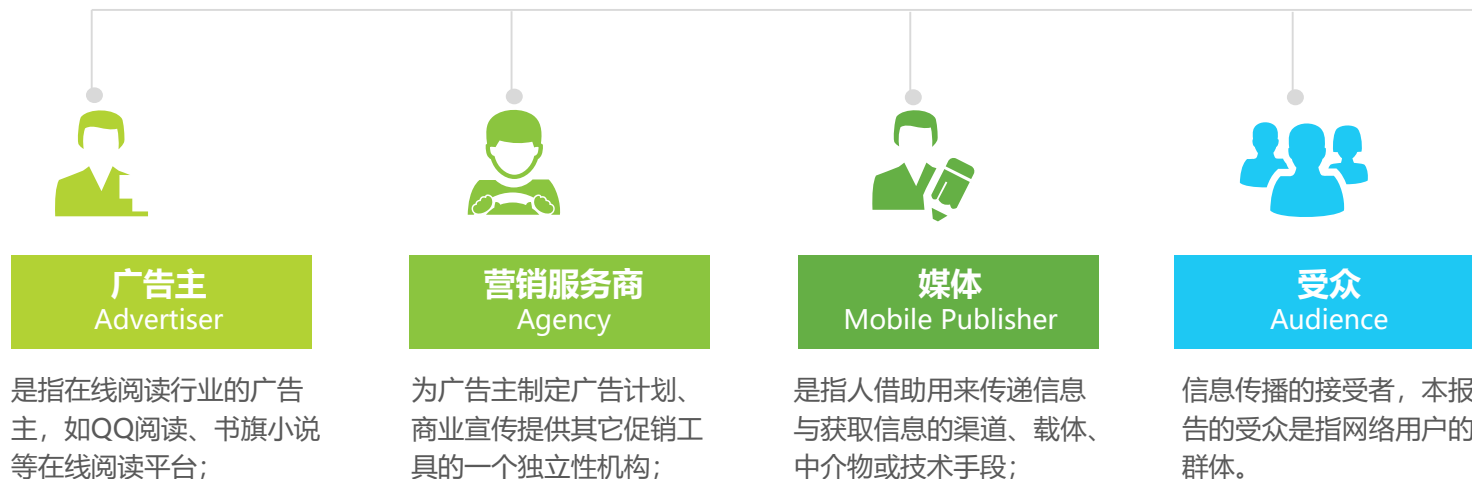 广告主
Advertiser
是指在线阅读行业的广告
主，如QQ阅读、书旗小说
等在线阅读平台；
营销服务商
Agency
为广告主制定广告计划、
商业宣传提供其它促销工
具的一个独立性机构；
媒体
Mobile Publisher
是指人借助用来传递信息
与获取信息的渠道、载体、
中介物或技术手段；
受众
Audience
信息传播的接受者，本报
告的受众是指网络用户的
群体。